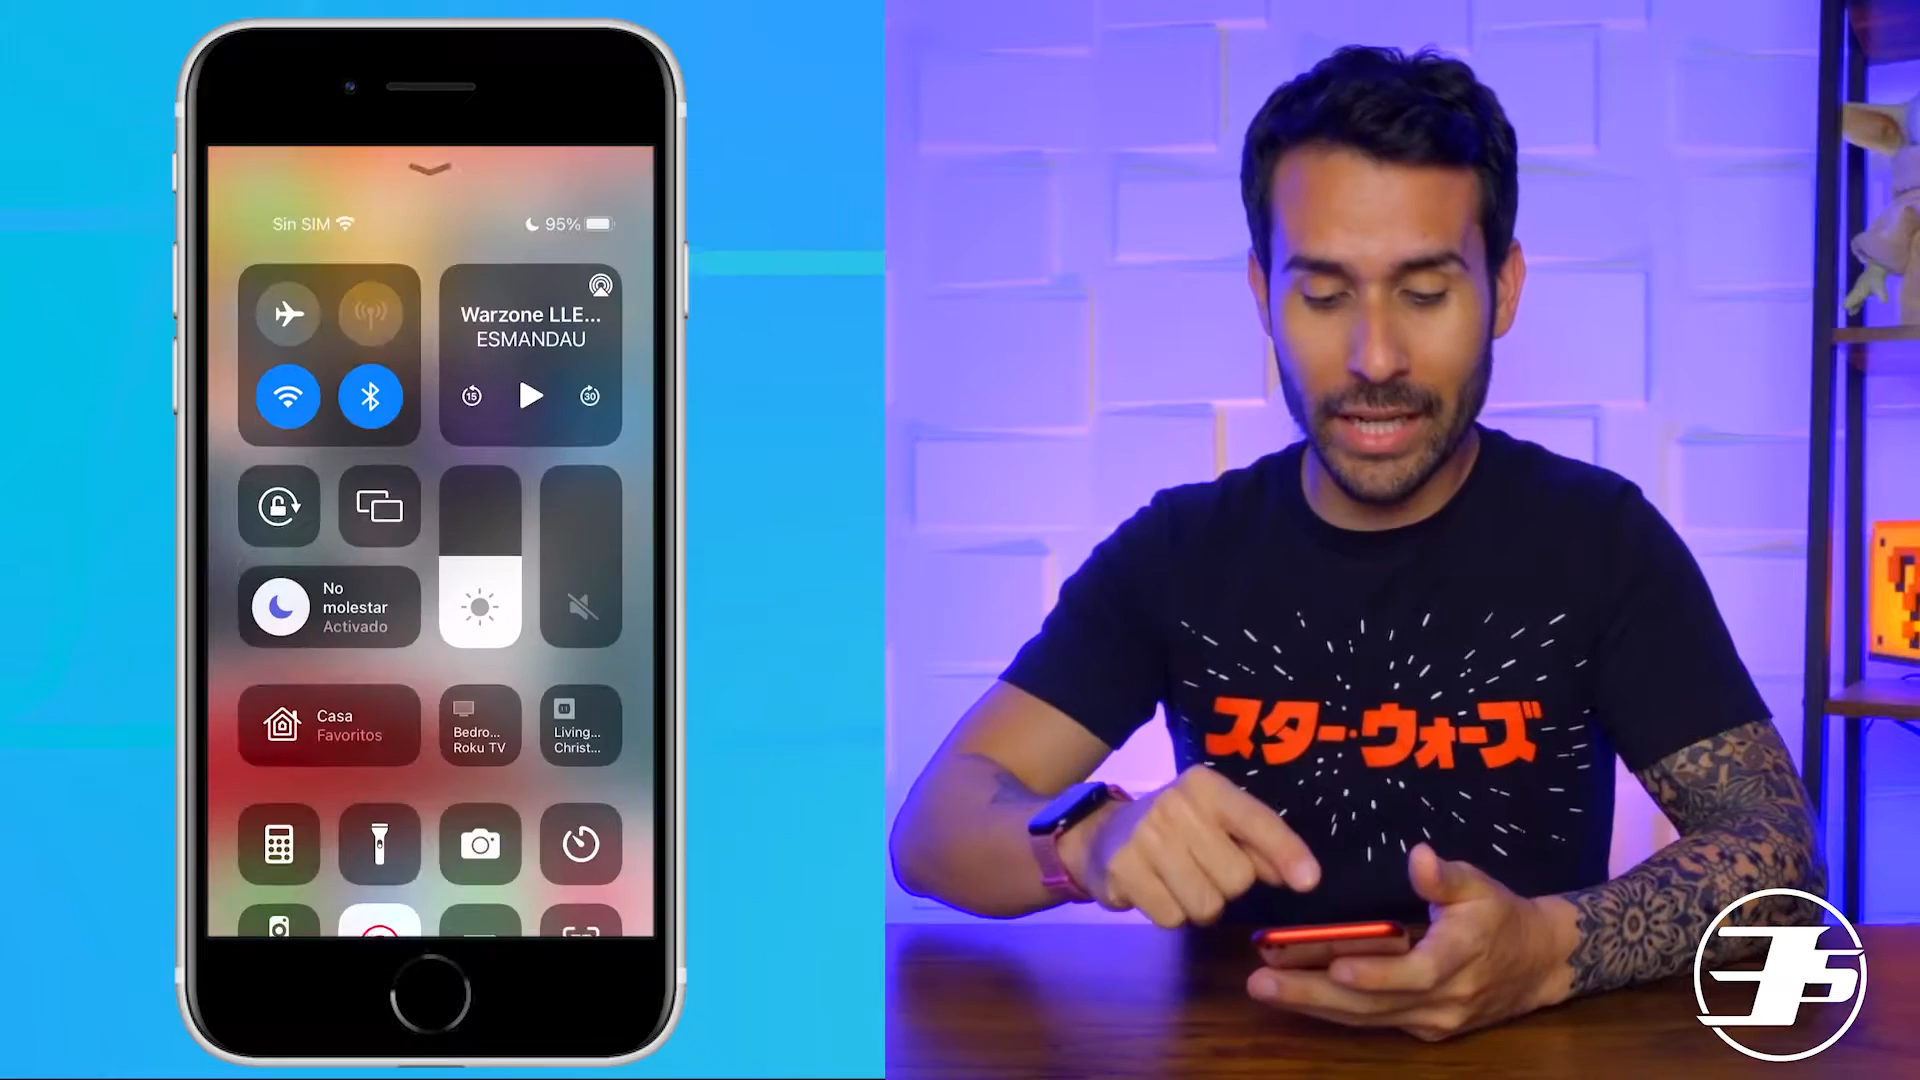 Sin SIM
95%
Warzone LLE...
ESMANDAU
15
30
No
molestar
Activado
Casa
Favoritos
Bedro...
Roku TV
Living...
Christ...
スター・ウォーズ